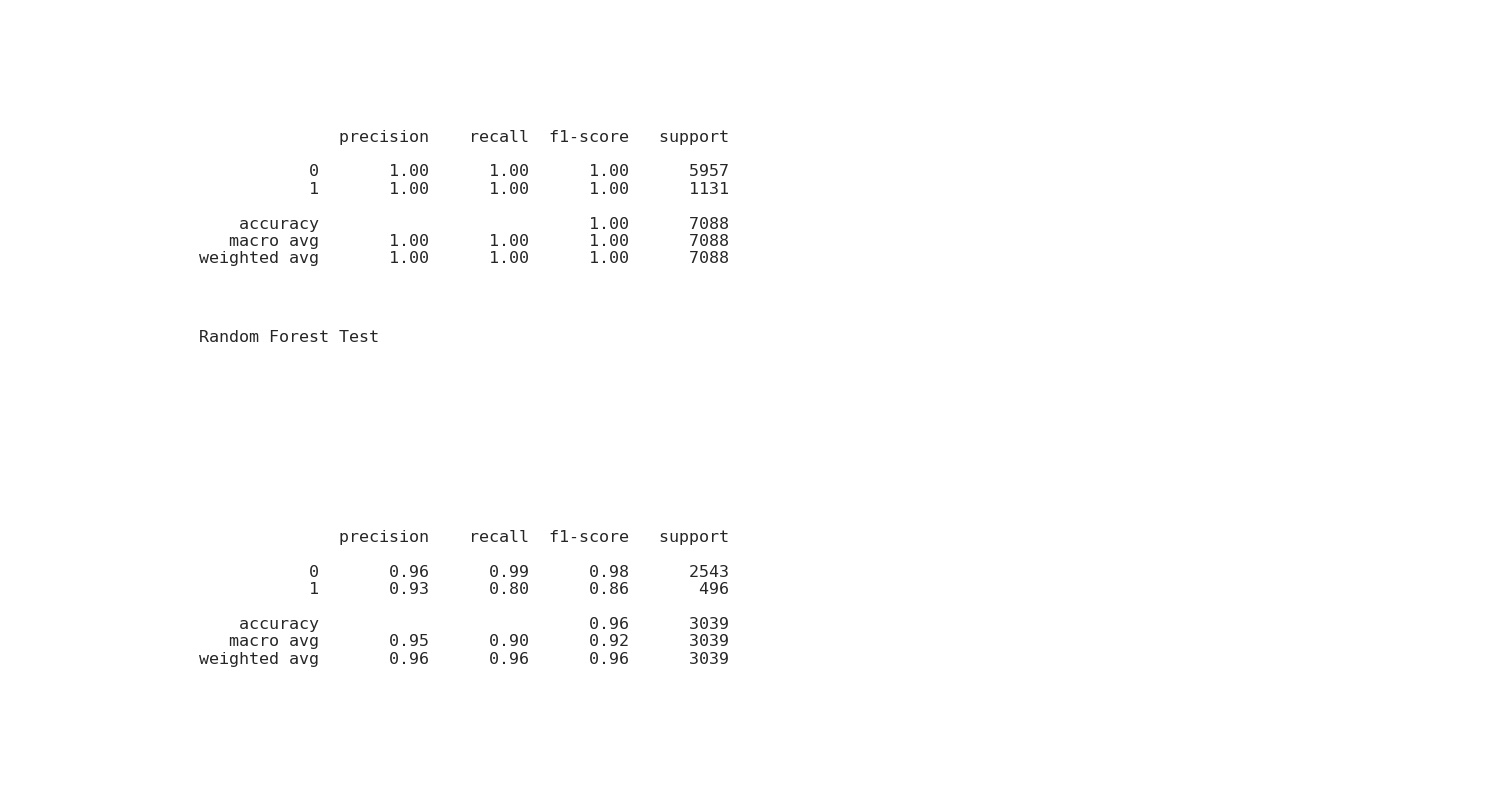 precision    recall  f1-score   support
0       1.00      1.00      1.00      5957
1       1.00      1.00      1.00      1131
accuracy                           1.00      7088
macro avg       1.00      1.00      1.00      7088
weighted avg       1.00      1.00      1.00      7088
Random Forest Test
precision    recall  f1-score   support
0       0.96      0.99      0.98      2543
1       0.93      0.80      0.86       496
accuracy                           0.96      3039
macro avg       0.95      0.90      0.92      3039
weighted avg       0.96      0.96      0.96      3039